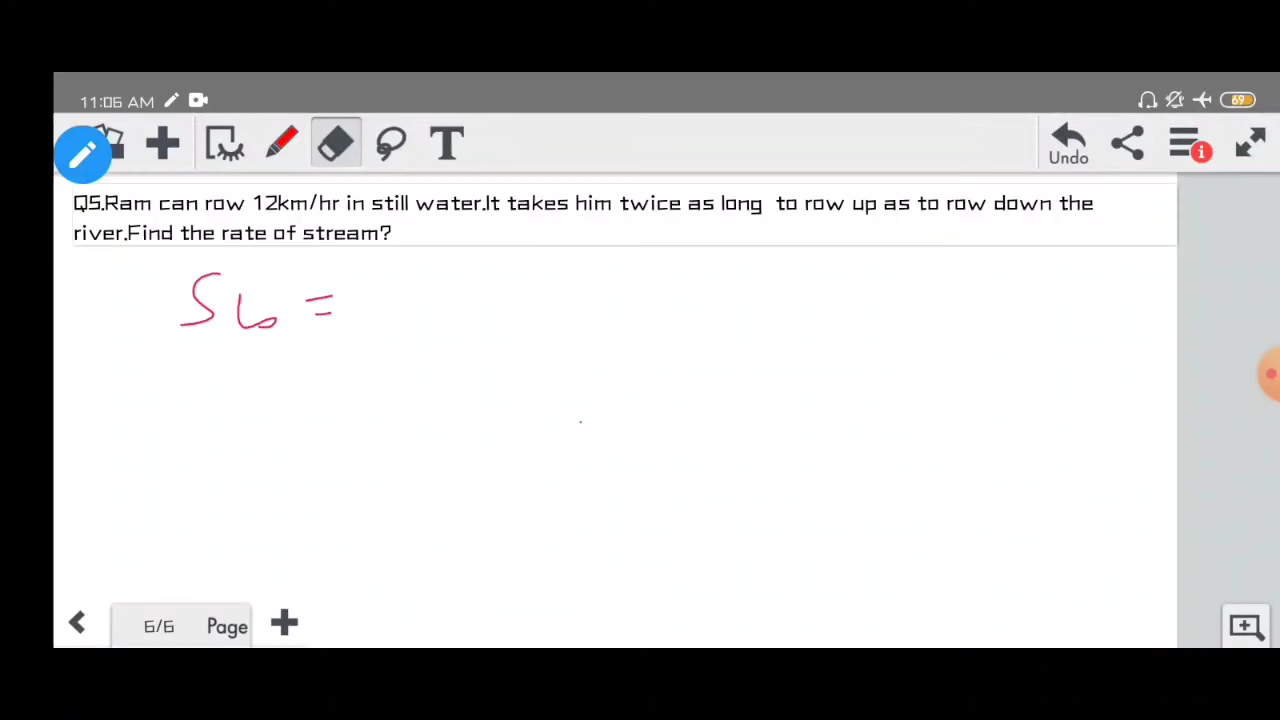 11:06 AM
69
T
Undo
i
Q5.Ram can row 12km/hr in still water.It takes him twice as long to row up as to row down the
river.Find the rate of stream?
Sb =
6/6 Page